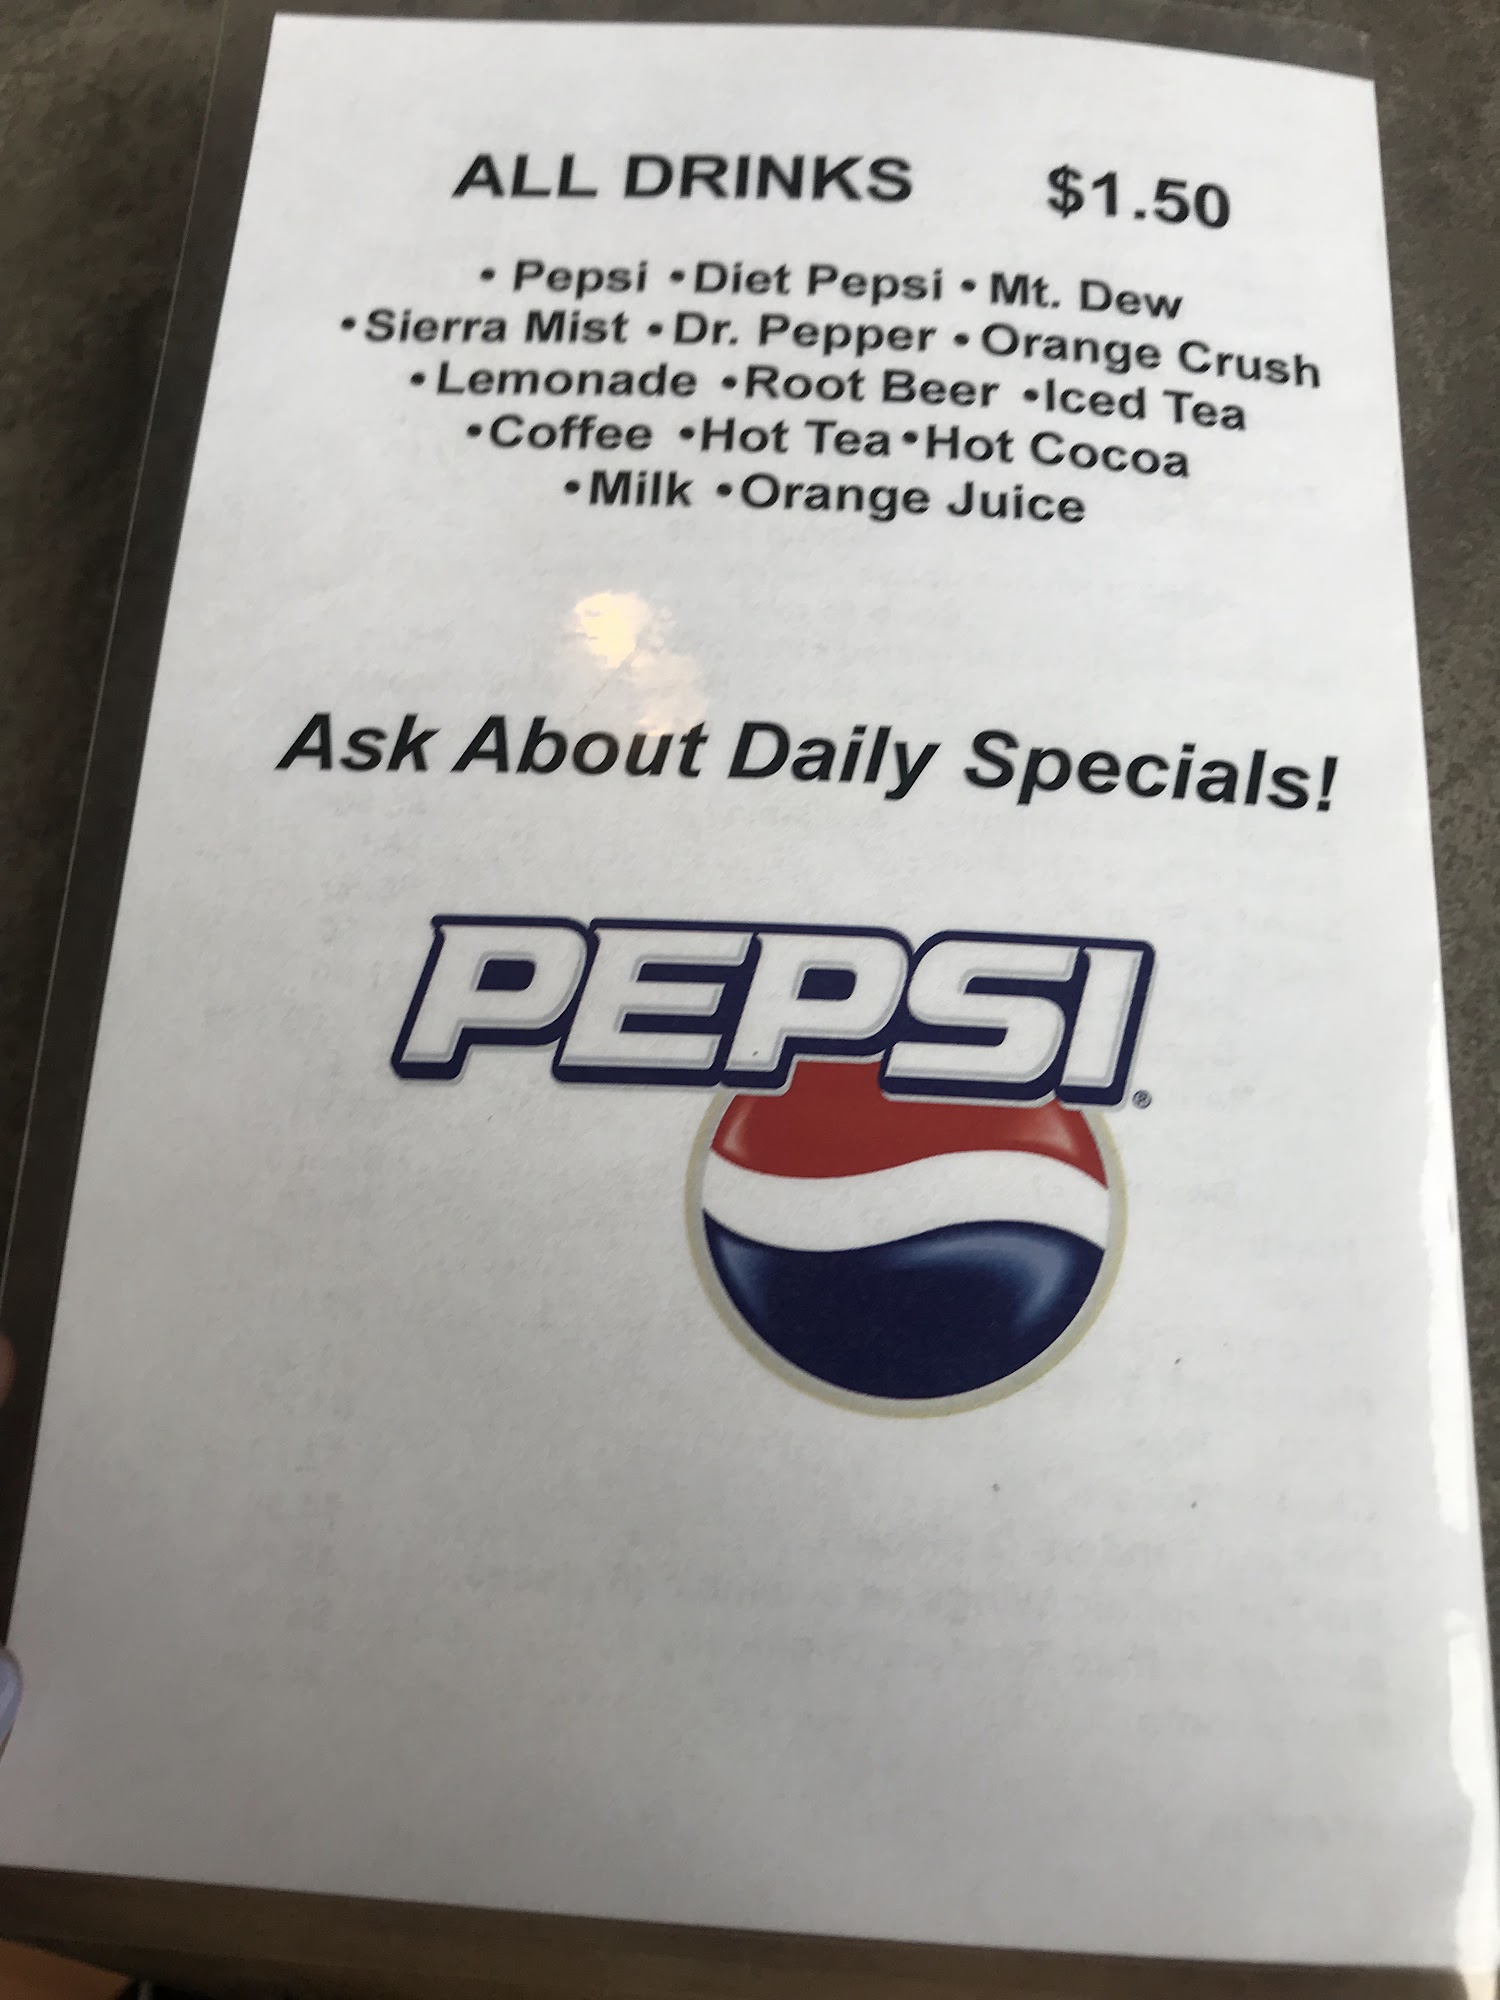 ALL DRINKS $1.50
• Pepsi •Diet Pepsi • Mt. Dew
•Sierra Mist •Dr. Pepper •Orange Crush
•Lemonade •Root Beer •Iced Tea
•Coffee •Hot Tea •Hot Cocoa
•Milk •Orange Juice
Ask About Daily Specials!
PEPSI®